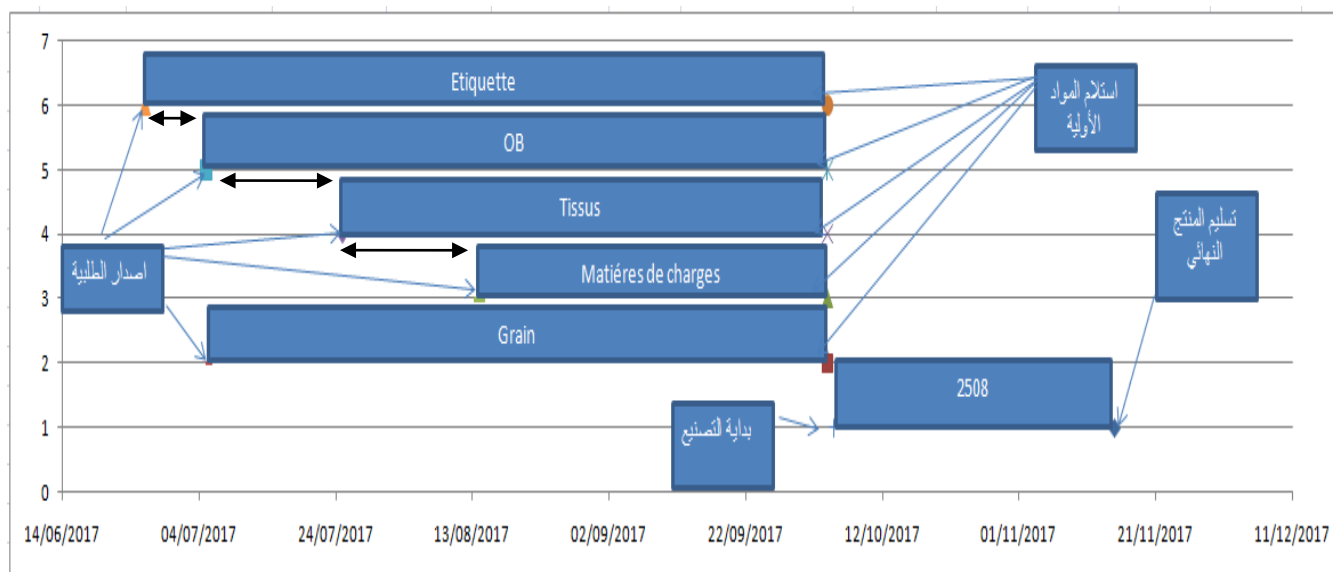 7
6
5
4
3
2
1
0
Etiquette
OB
Tissus
Matiéres de charges
Grain
2508
استلام المواد
الأولية
تسليم المنتج
النهائي
اصدار الطلبية
بداية التصنيع
14/06/2017
04/07/2017
24/07/2017
13/08/2017
02/09/2017
22/09/2017
12/10/2017
01/11/2017
21/11/2017
11/12/2017